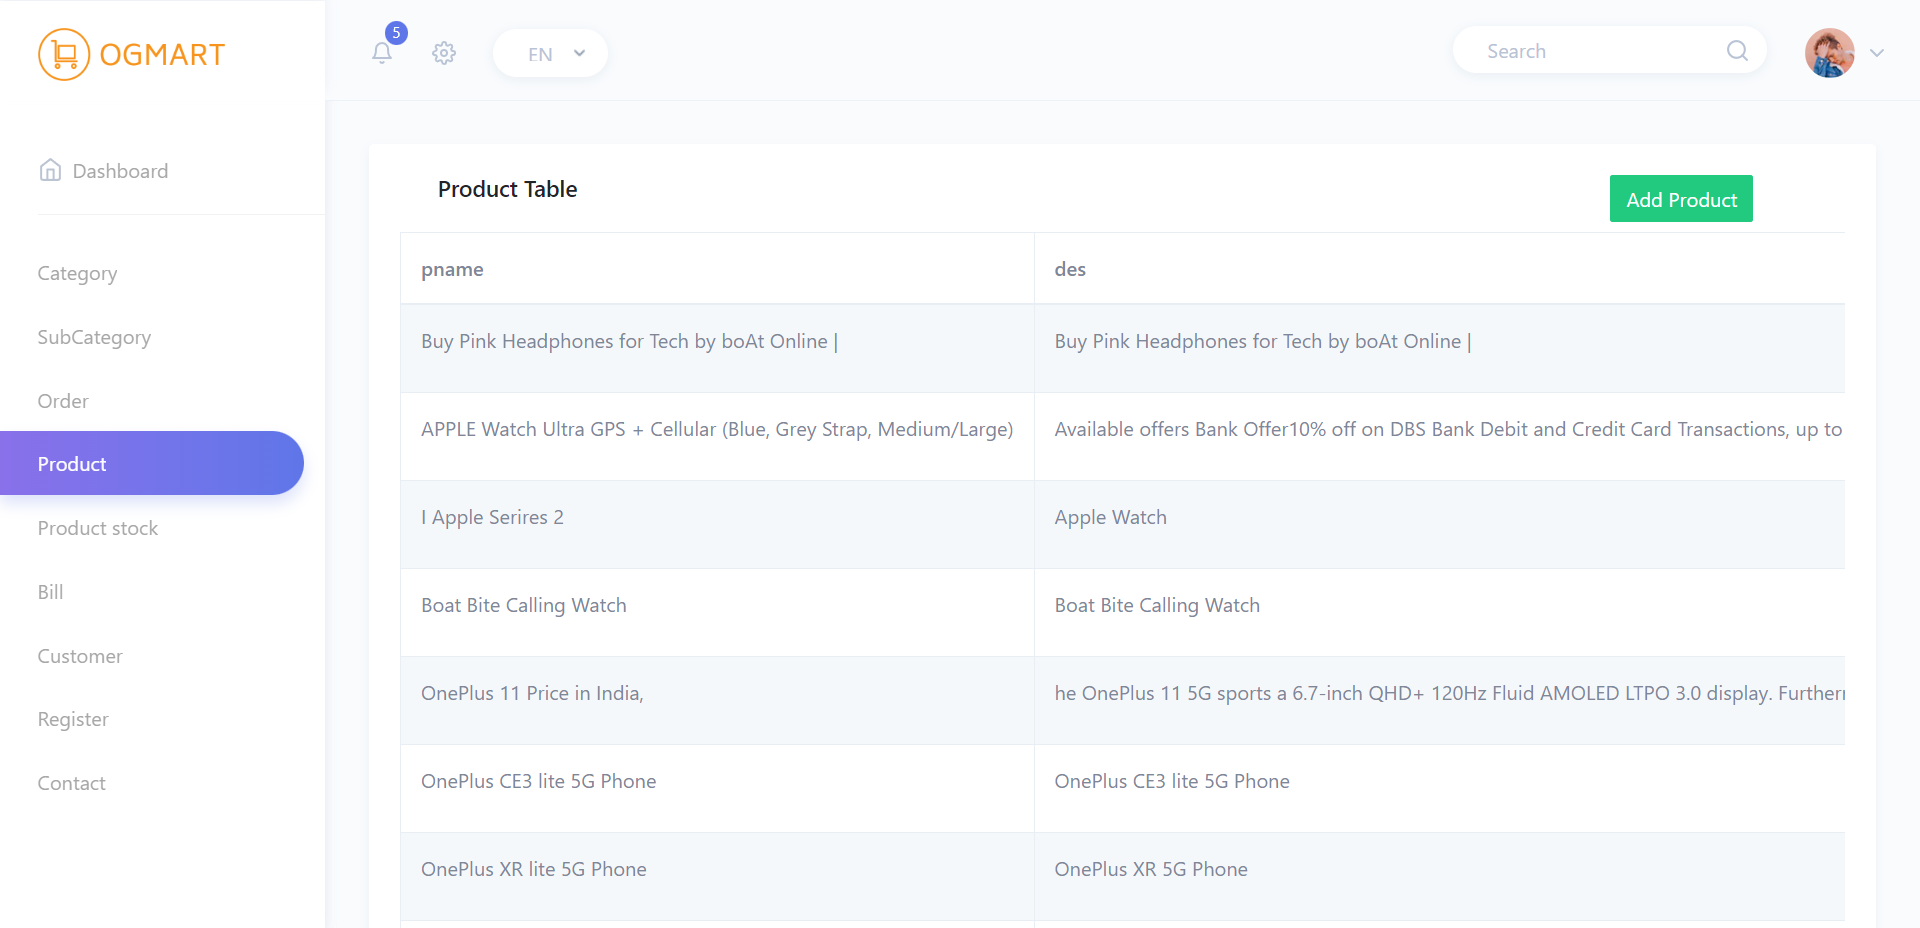 OGMART
5
EN
Search
Dashboard
Category
SubCategory
Order
Product
Product stock
Bill
Customer
Register
Contact
Product Table
Add Product
pname des
Buy Pink Headphones for Tech by boAt Online | Buy Pink Headphones for Tech by boAt Online |
APPLE Watch Ultra GPS + Cellular (Blue, Grey Strap, Medium/Large) Available offers Bank Offer10% off on DBS Bank Debit and Credit Card Transactions, up to
I Apple Serires 2 Apple Watch
Boat Bite Calling Watch Boat Bite Calling Watch
OnePlus 11 Price in India, he OnePlus 11 5G sports a 6.7-inch QHD+ 120Hz Fluid AMOLED LTPO 3.0 display.
OnePlus CE3 lite 5G Phone OnePlus CE3 lite 5G Phone
OnePlus XR lite 5G Phone OnePlus XR 5G Phone